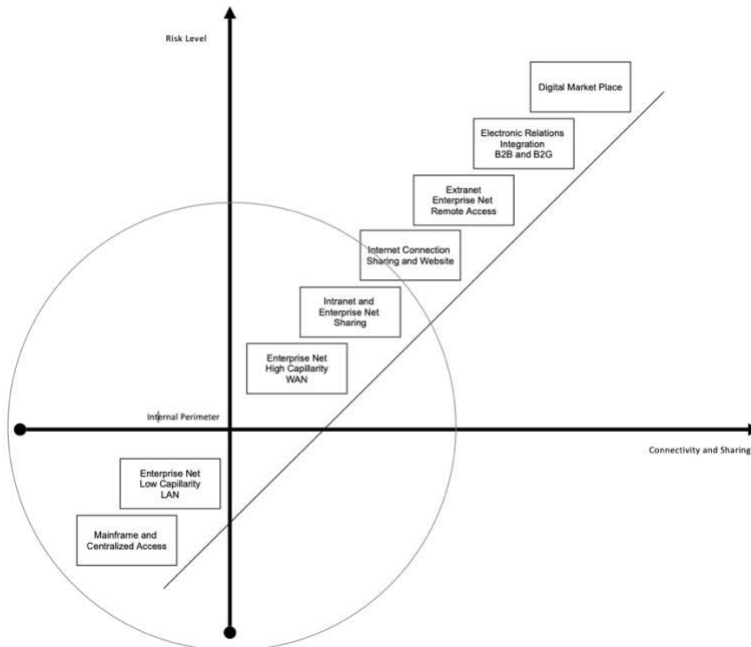 Risk Level
Digital Market Place
Electronic Relations
Integration
B2B and B2G
Extranet
Enterprise Net
Remote Access
Internet Connection
Sharing and Website
Intranet and
Enterprise Net
Sharing
Enterprise Net
High Capillarity
WAN
Internal Perimeter
Connectivity and Sharing
Enterprise Net
Low Capillarity
LAN
Mainframe and
Centralized Access